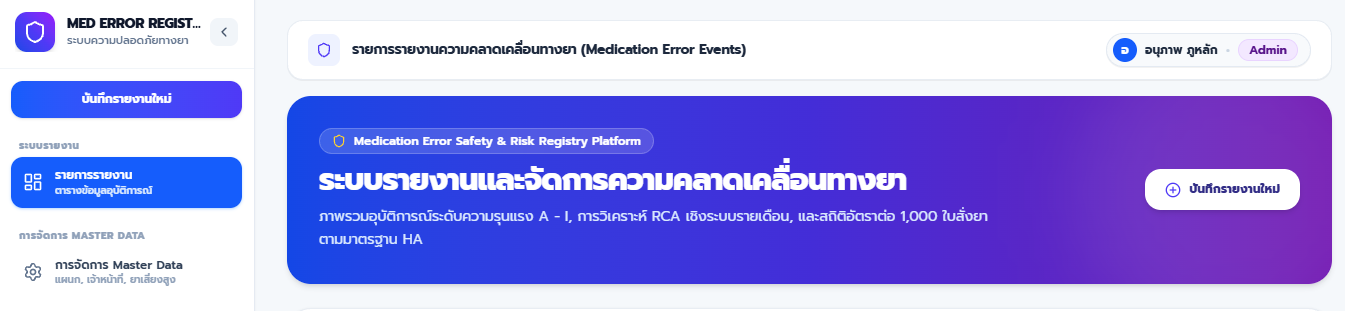 MED ERROR REGIST...
ระบบความปลอดภัยทางยา
บันทึกรายงานใหม่
ระบบรายงาน
รายการรายงาน
ตารางข้อมูลอุบัติการณ์
การจัดการ MASTER DATA
การจัดการ Master Data
แผนก, เจ้าหน้าที่, ยาเสี่ยงสูง
รายการรายงานความคลาดเคลื่อนทางยา (Medication Error Events)
อ อนุภาพ ภูหลัก • Admin
Medication Error Safety & Risk Registry Platform
ระบบรายงานและจัดการความคลาดเคลื่อนทางยา
ภาพรวมอุบัติการณ์ระดับความรุนแรง A - I, การวิเคราะห์ RCA เชิงระบบรายเดือน, และสถิติอัตราต่อ 1,000 ใบสั่งยา
ตามมาตรฐาน HA
บันทึกรายงานใหม่